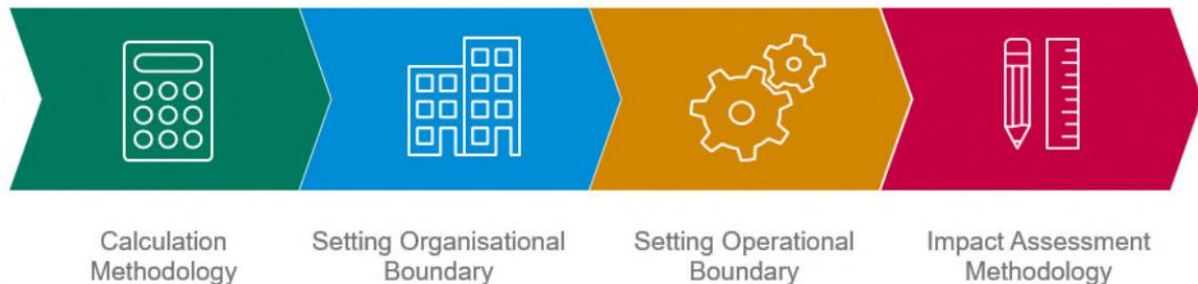 Calculation
Methodology
Setting Organisational
Boundary
Setting Operational
Boundary
Impact Assessment
Methodology